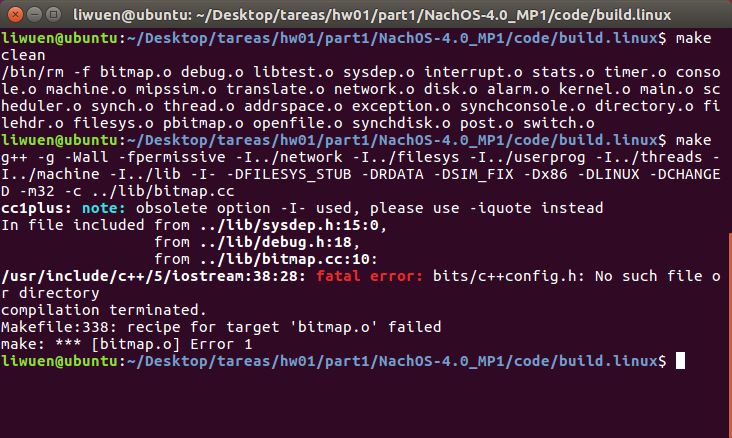 liwuen@ubuntu: ~/Desktop/tareas/hw01/part1/NachOS-4.0_MP1/code/build.linux
liwuen@ubuntu:~/Desktop/tareas/hw01/part1/NachOS-4.0_MP1/code/build.linux$ make
clean
/bin/rm -f bitmap.o debug.o libtest.o sysdep.o interrupt.o stats.o timer.o conso
le.o machine.o mipssim.o translate.o network.o disk.o alarm.o kernel.o main.o sc
heduler.o synch.o thread.o addrspace.o exception.o synchconsole.o directory.o fi
lehdr.o filesys.o pbitmap.o openfile.o synchdisk.o post.o switch.o
liwuen@ubuntu:~/Desktop/tareas/hw01/part1/NachOS-4.0_MP1/code/build.linux$ make
g++ -g -Wall -fpermissive -I../network -I../filesys -I../userprog -I../threads -
I../machine -I../lib -I- -DFILESYS_STUB -DRDATA -DSIM_FIX -Dx86 -DLINUX -DCHANGE
D -m32 -c ../lib/bitmap.cc
cc1plus: note: obsolete option -I- used, please use -iquote instead
In file included from ../lib/sysdep.h:15:0,
from ../lib/debug.h:18,
from ../lib/bitmap.cc:10:
/usr/include/c++/5/iostream:38:28: fatal error: bits/c++config.h: No such file o
r directory
compilation terminated.
Makefile:338: recipe for target 'bitmap.o' failed
make: *** [bitmap.o] Error 1
liwuen@ubuntu:~/Desktop/tareas/hw01/part1/NachOS-4.0_MP1/code/build.linux$